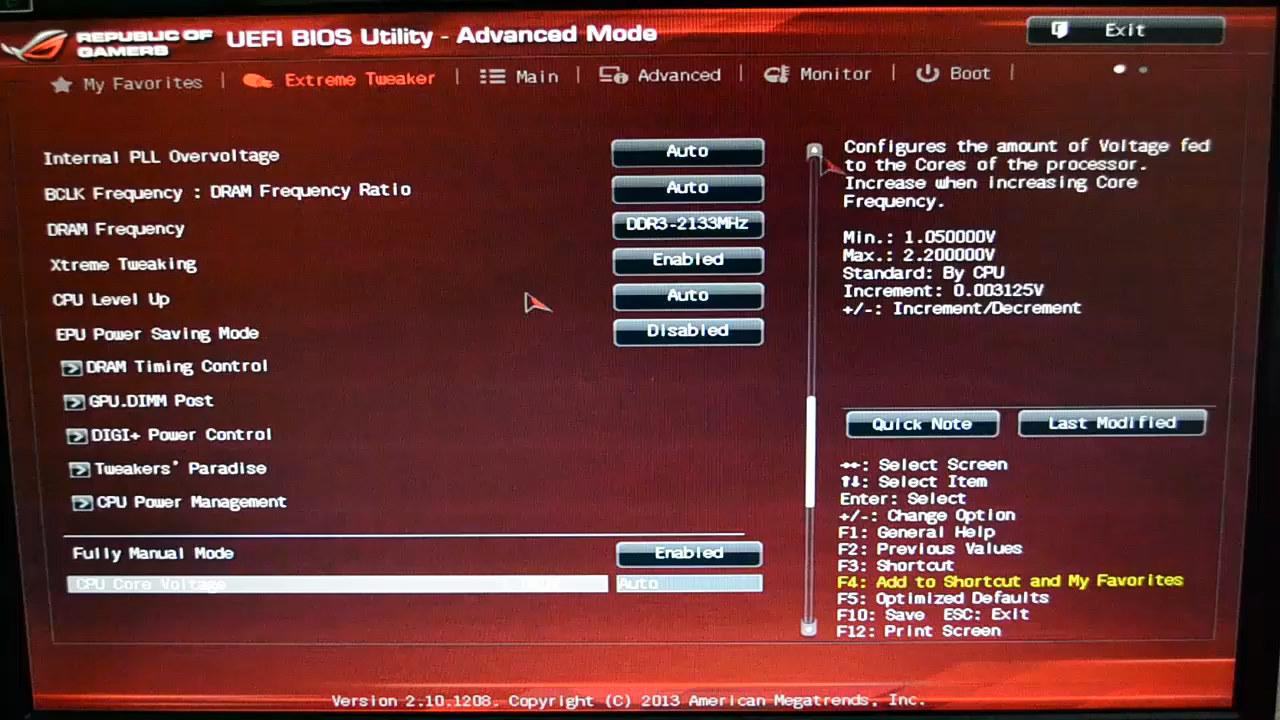 REPUBLIC OF
GAMERS
UEFI BIOS Utility - Advanced Mode
Exit
My Favorites
Extreme Tweaker
Main
Advanced
Monitor
Boot
Internal PLL Overvoltage Auto
BCLK Frequency : DRAM Frequency Ratio Auto
DRAM Frequency DDR3-2133MHz
Xtreme Tweaking Enabled
CPU Level Up Auto
EPU Power Saving Mode Disabled
DRAM Timing Control
GPU.DIMM Post
DIGI+ Power Control
Tweakers' Paradise
CPU Power Management
Fully Manual Mode Enabled
CPU Core Voltage Auto
Configures the amount of Voltage fed
to the Cores of the processor.
Increase when increasing Core
Frequency.
Min.: 1.050000V
Max.: 2.200000V
Standard: By CPU
Increment: 0.003125V
+/-: Increment/Decrement
Quick Note
Last Modified
→←: Select Screen
↑↓: Select Item
Enter: Select
+/-: Change Option
F1: General Help
F2: Previous Values
F3: Shortcut
F4: Add to Shortcut and My Favorites
F5: Optimized Defaults
F10: Save ESC: Exit
F12: Print Screen
Version 2.10.1208. Copyright (C) 2013 American Megatrends, Inc.